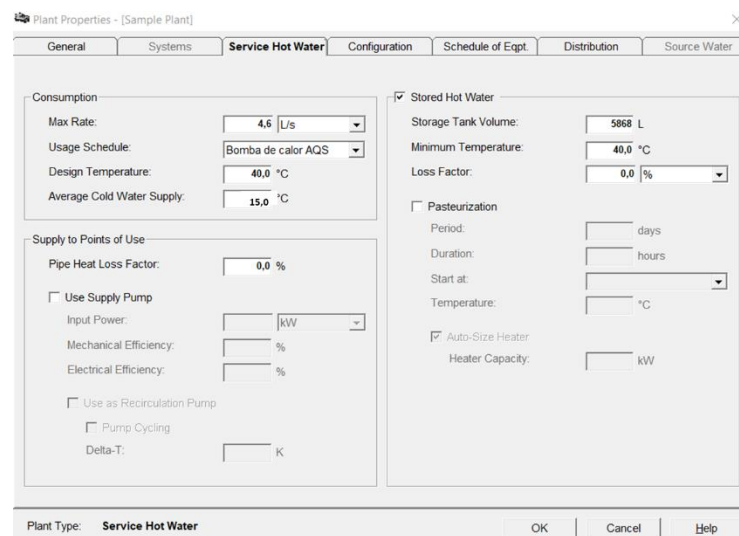 Plant Properties - [Sample Plant]
General Systems Service Hot Water Configuration Schedule of Eqpt. Distribution Source Water
Consumption
Max Rate: 4,6 L/s
Usage Schedule: Bomba de calor AQS
Design Temperature: 40,0 °C
Average Cold Water Supply: 15,0 °C
Supply to Points of Use
Pipe Heat Loss Factor: 0,0 %
Use Supply Pump
Input Power: kW
Mechanical Efficiency: %
Electrical Efficiency: %
Use as Recirculation Pump
Pump Cycling
Delta-T: K
Stored Hot Water
Storage Tank Volume: 5868 L
Minimum Temperature: 40,0 °C
Loss Factor: 0,0 %
Pasteurization
Period: days
Duration: hours
Start at:
Temperature: °C
Auto-Size Heater
Heater Capacity: kW
Plant Type: Service Hot Water
OK Cancel Help